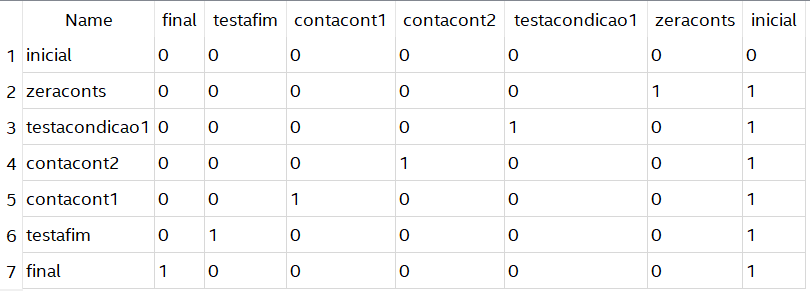 Name final testafim contacont1 contacont2 testacondicao1 zeraconts inicial
1 inicial 0 0 0 0 0 0 0
2 zeraconts 0 0 0 0 0 1 1
3 testacondicao1 0 0 0 0 1 0 1
4 contacont2 0 0 0 1 0 0 1
5 contacont1 0 0 1 0 0 0 1
6 testafim 0 1 0 0 0 0 1
7 final 1 0 0 0 0 0 1